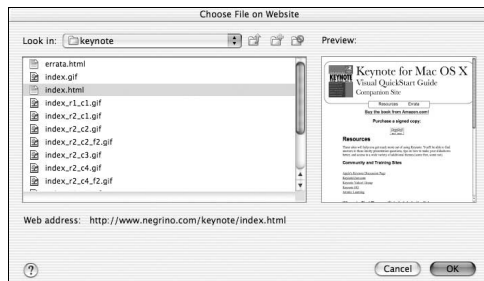 Choose File on Website
Look in: keynote
Preview:
errata.html
index.gif
index.html
index_r1_c1.gif
index_r2_c1.gif
index_r2_c2.gif
index_r2_c2_f2.gif
index_r2_c3.gif
index_r2_c4.gif
index_r2_c4_f2.gif
KEYNOTE
Keynote for Mac OS X
Visual QuickStart Guide
Companion Site
Resources Errata
Buy the book from Amazon.com!
Purchase a signed copy:
Resources
Community and Training Sites
Web address: http://www.negrino.com/keynote/index.html
?
Cancel
OK